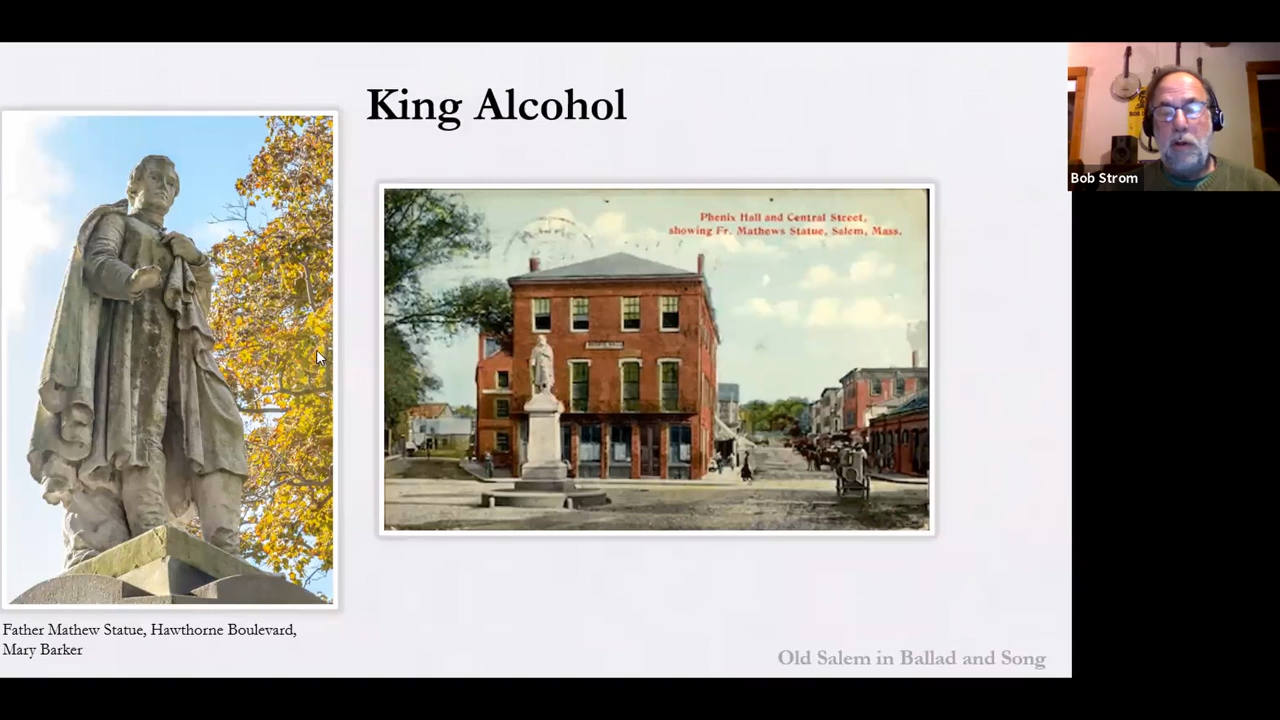 King Alcohol
Bob Strom
Phenix Hall and Central Street,
showing Fr. Mathews Statue, Salem, Mass.
Father Mathew Statue, Hawthorne Boulevard,
Mary Barker
Old Salem in Ballad and Song